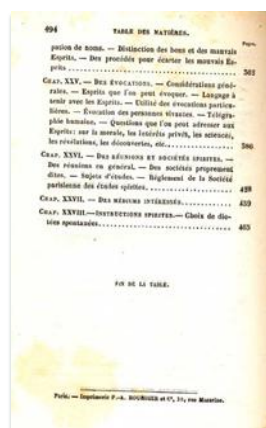 494 TABLE DES MATIÈRES.
Pages.
pation de noms. — Distinction des bons et des mauvais
Esprits. — Des procédés pour écarter les mauvais Es-
prits
CHAP. XXV. — DES ÉVOCATIONS. — Considérations géné-
rales. — Esprits que l'on peut évoquer. — Langage à
tenir avec les Esprits. — Utilité des évocations particu-
lières. — Évocation des personnes vivantes. — Télégra-
phie humaine. — Questions que l'on peut adresser aux
Esprits: sur la morale, les intérêts privés, les sciences,
les révélations, les découvertes, etc. 386
CHAP. XXVI. — DES RÉUNIONS ET SOCIÉTÉS SPIRITES. —
Des réunions en général. — Des sociétés proprement
dites. — Sujets d'études. — Règlement de la Société
parisienne des études spirites.
CHAP. XXVII. — DES MÉDIUMS INTÉRESSÉS. 459
CHAP. XXVIII. — INSTRUCTIONS SPIRITES. — Choix de dic-
tées spontanées. 465
FIN DE LA TABLE.
Paris. — Imprimerie P.-A. BOURDIER et Cⁱᵉ, rue Mazarine.